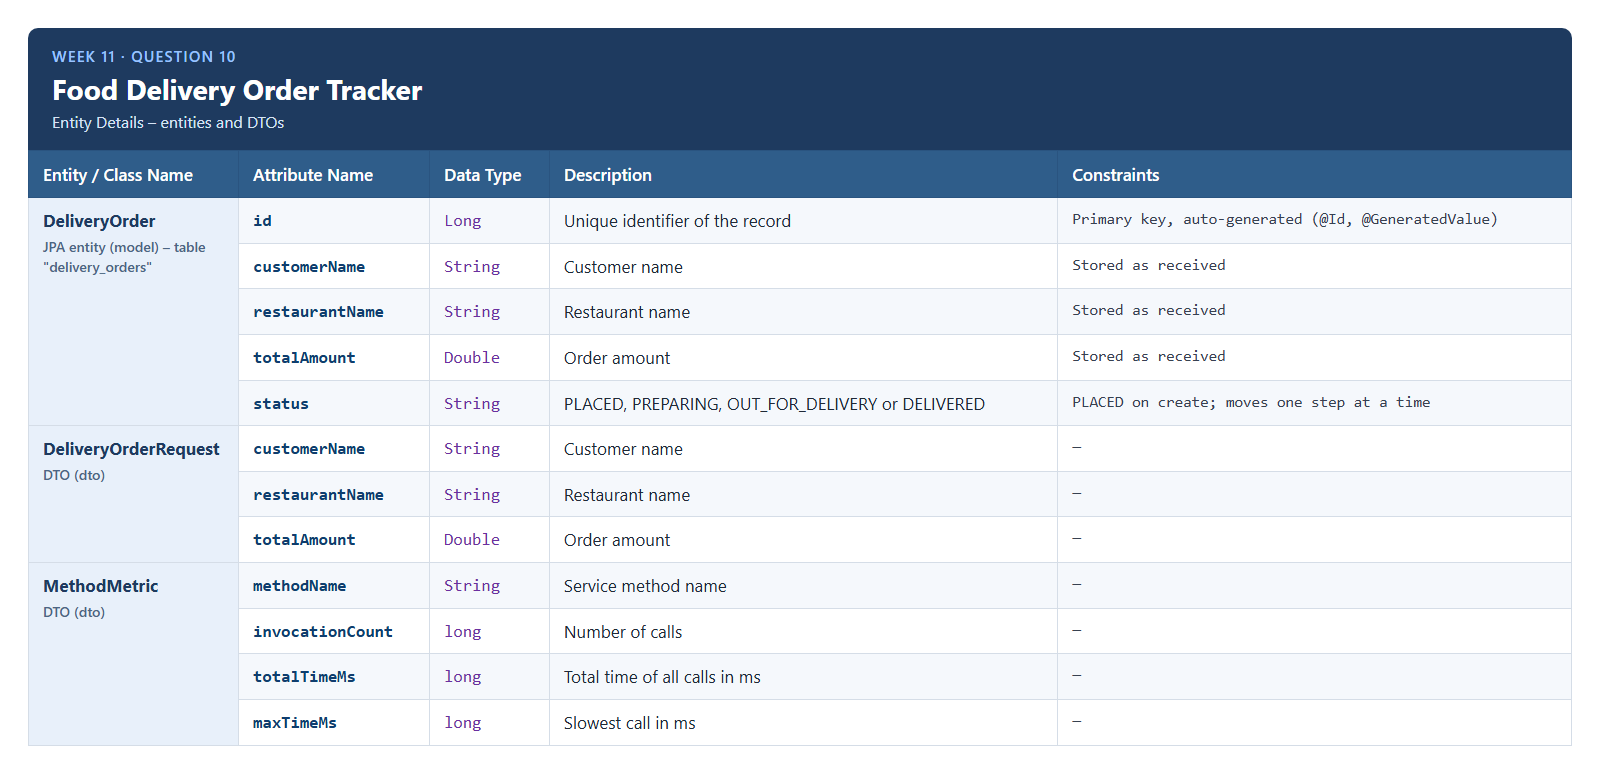 WEEK 11 · QUESTION 10
Food Delivery Order Tracker
Entity Details – entities and DTOs
Entity / Class Name Attribute Name Data Type Description Constraints
DeliveryOrder id Long Unique identifier of the record Primary key, auto-generated (@Id, @GeneratedValue)
JPA entity (model) – table
"delivery_orders"
customerName String Customer name Stored as received
restaurantName String Restaurant name Stored as received
totalAmount Double Order amount Stored as received
status String PLACED, PREPARING, OUT_FOR_DELIVERY or DELIVERED PLACED on create; moves one step at a time
DeliveryOrderRequest customerName String Customer name –
DTO (dto)
restaurantName String Restaurant name –
totalAmount Double Order amount –
MethodMetric methodName String Service method name –
DTO (dto)
invocationCount long Number of calls –
totalTimeMs long Total time of all calls in ms –
maxTimeMs long Slowest call in ms –